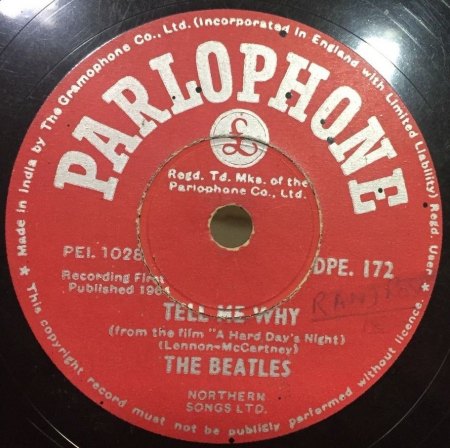 ★ Made in India by The Gramophone Co., Ltd. (Incorporated in England with Limited Liability) Regd. User ★
PARLOPHONE
£
Regd. Td. Mks. of the
Parlophone Co., Ltd.
PEI. 1028
DPE. 172
Recording First
Published 196
TELL ME WHY
(from the film "A Hard Day's Night)
(Lennon-McCartney)
THE BEATLES
NORTHERN
SONGS LTD.
This copyright record must not be publicly performed without licence.